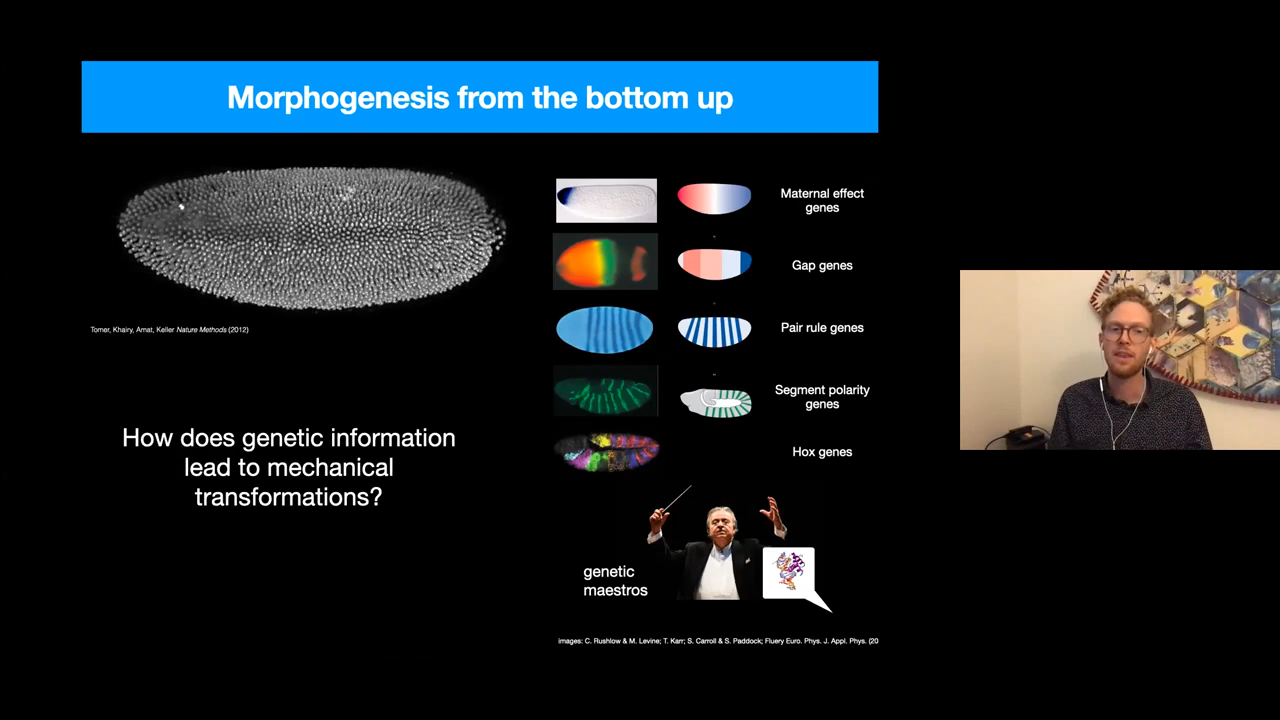 Morphogenesis from the bottom up
Tomer, Khairy, Amat, Keller Nature Methods (2012)
How does genetic information
lead to mechanical
transformations?
Maternal effect
genes
Gap genes
Pair rule genes
Segment polarity
genes
Hox genes
genetic
maestros
images: C. Rushlow & M. Levine; T. Karr; S. Carroll & S. Paddock; Fluery Euro. Phys. J. Appl. Phys. (20